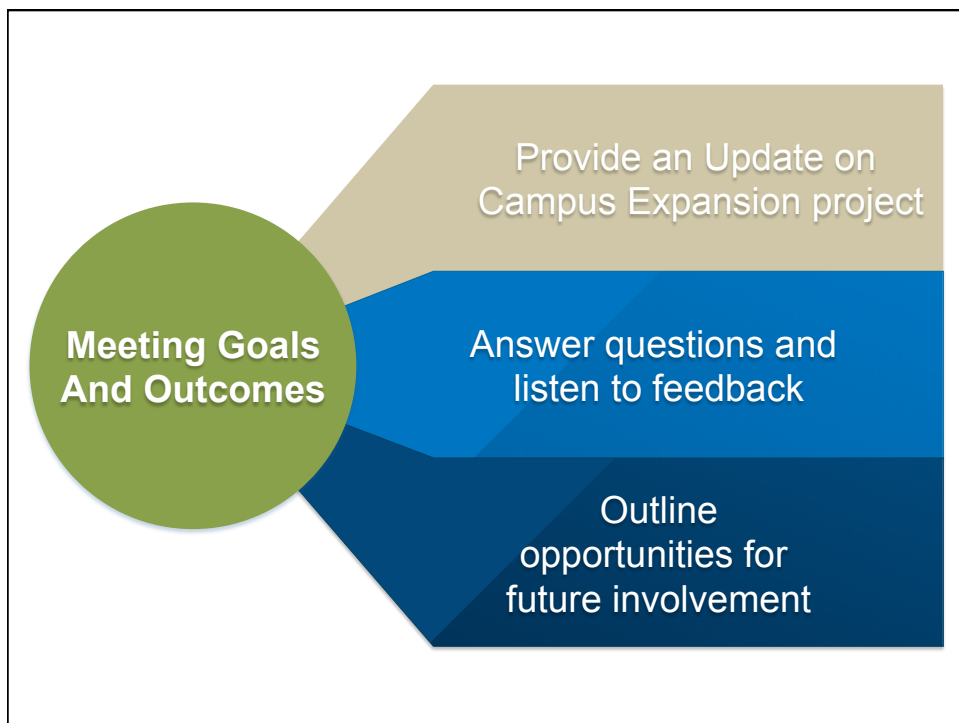 Meeting Goals
And Outcomes
Provide an Update on
Campus Expansion project
Answer questions and
listen to feedback
Outline
opportunities for
future involvement